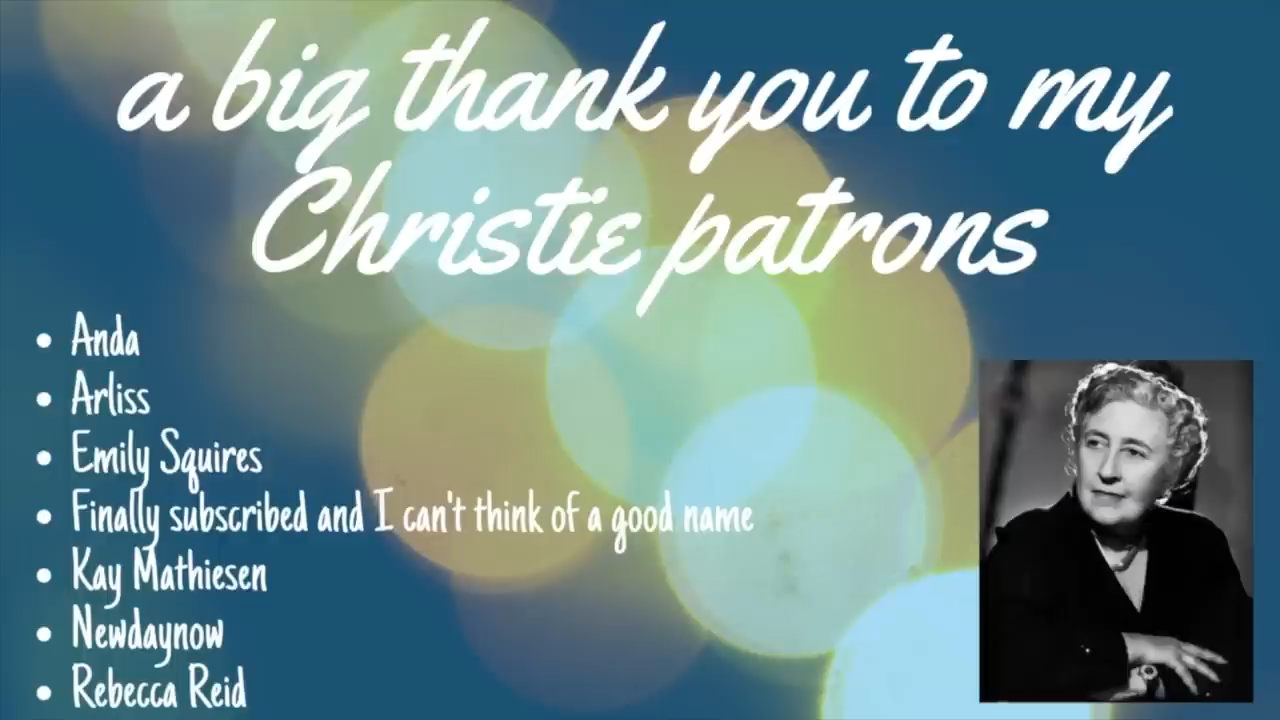 a big thank you to my
Christie patrons
• Anda
• Arliss
• Emily Squires
• Finally subscribed and I can't think of a good name
• Kay Mathiesen
• Newdaynow
• Rebecca Reid